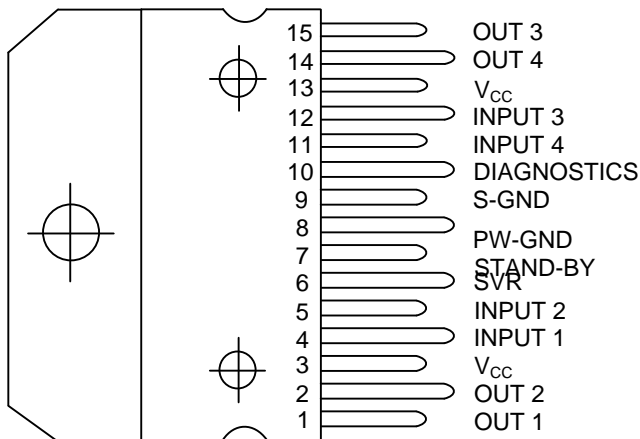 15 OUT 3
14 OUT 4
13 VCC
12 INPUT 3
11 INPUT 4
10 DIAGNOSTICS
9 S-GND
8 PW-GND
7 STAND-BY
6 SVR
5 INPUT 2
4 INPUT 1
3 VCC
2 OUT 2
1 OUT 1